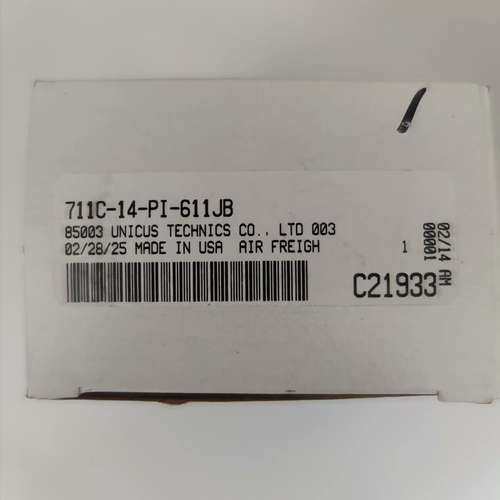 711C-14-PI-611JB
85003 UNICUS TECHNICS CO., LTD 003
02/28/25 MADE IN USA AIR FREIGH 1
C21933
02/14 AM
000001